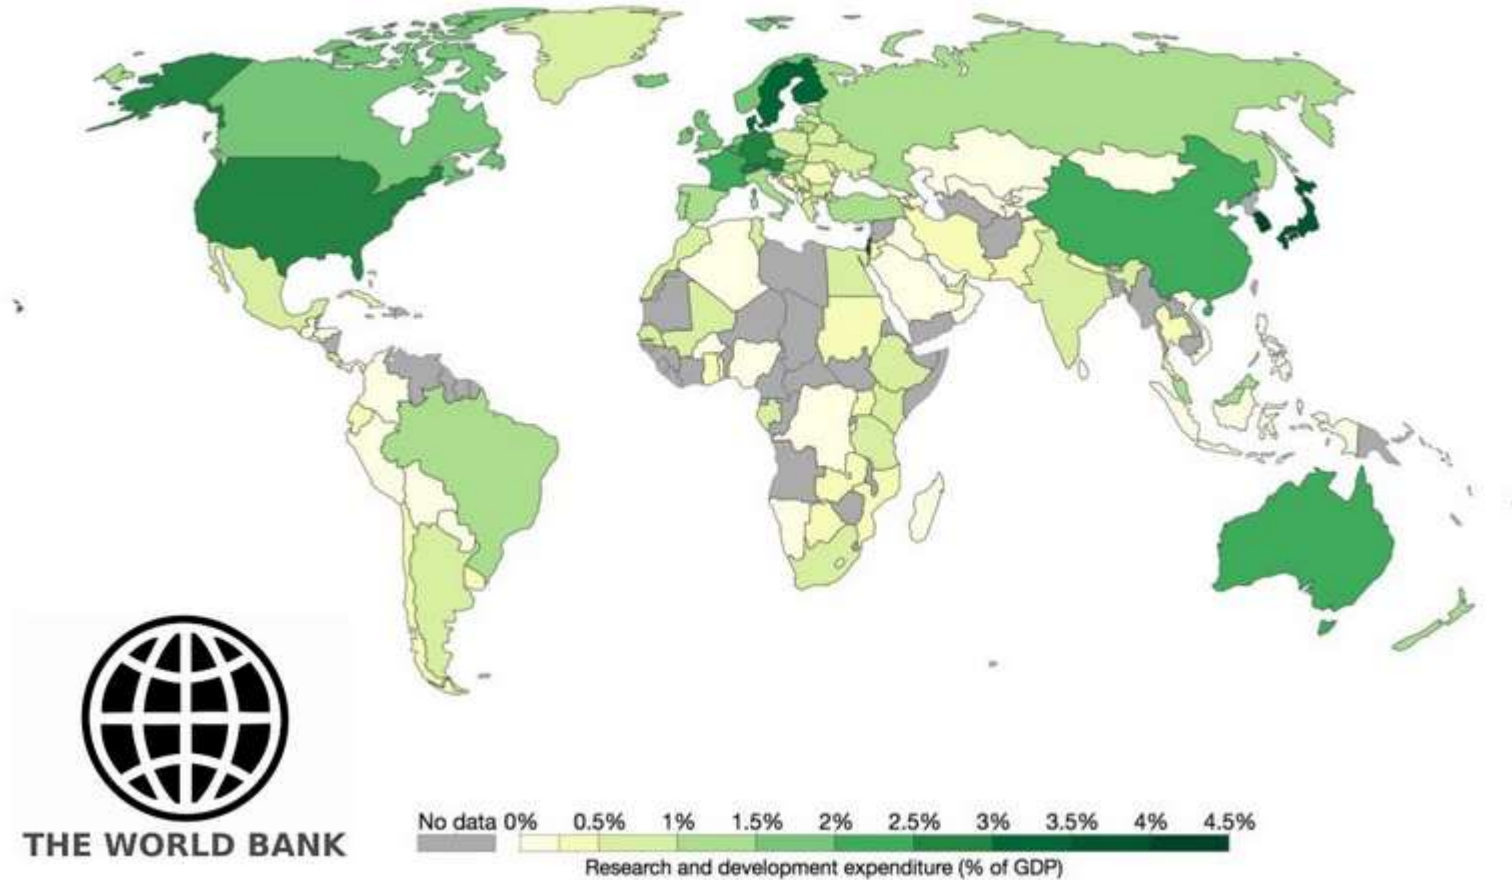 THE WORLD BANK
No data 0% 0.5% 1% 1.5% 2% 2.5% 3% 3.5% 4% 4.5%
Research and development expenditure (% of GDP)